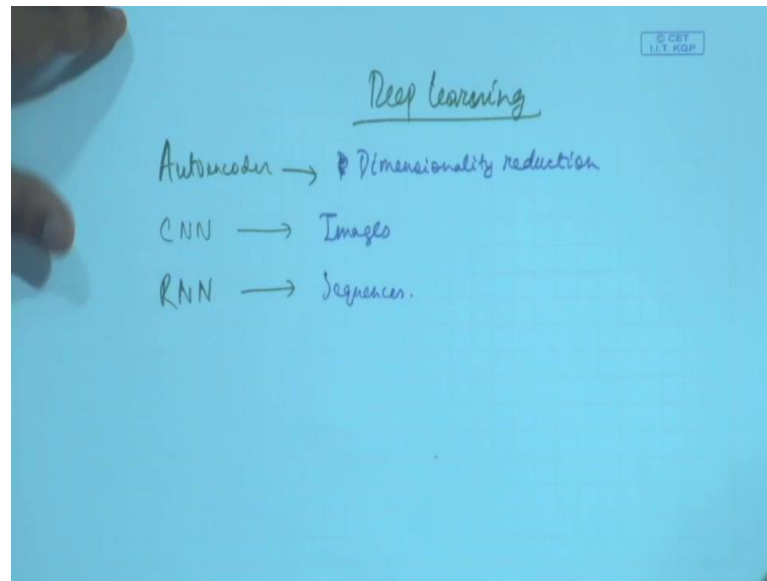 © CET
I.I.T. KGP
Deep Learning
Autoencoder → Dimensionality reduction
CNN → Images
RNN → Sequences.